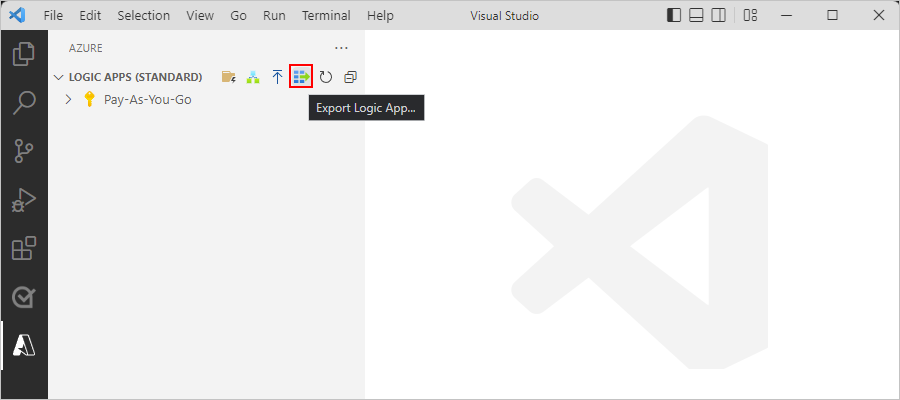 File Edit Selection View Go Run Terminal Help Visual Studio
AZURE
LOGIC APPS (STANDARD)
Pay-As-You-Go
Export Logic App...